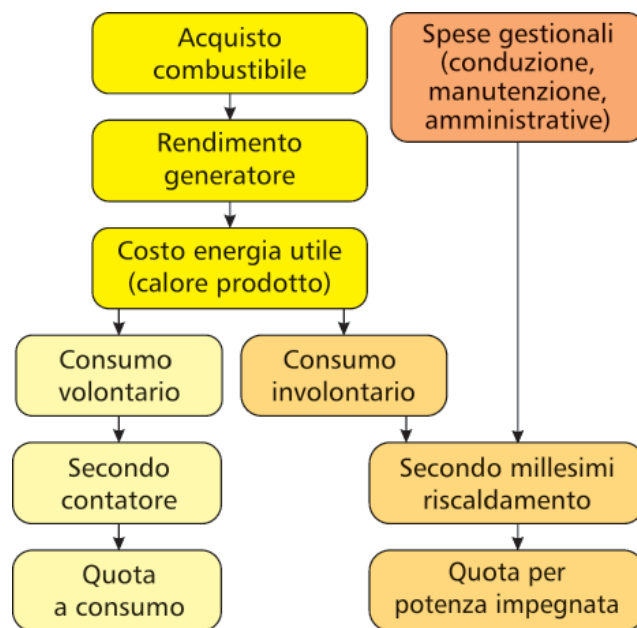 Acquisto
combustibile
Spese gestionali
(conduzione,
manutenzione,
amministrative)
Rendimento
generatore
Costo energia utile
(calore prodotto)
Consumo
volontario
Consumo
involontario
Secondo
contatore
Secondo millesimi
riscaldamento
Quota
a consumo
Quota per
potenza impegnata